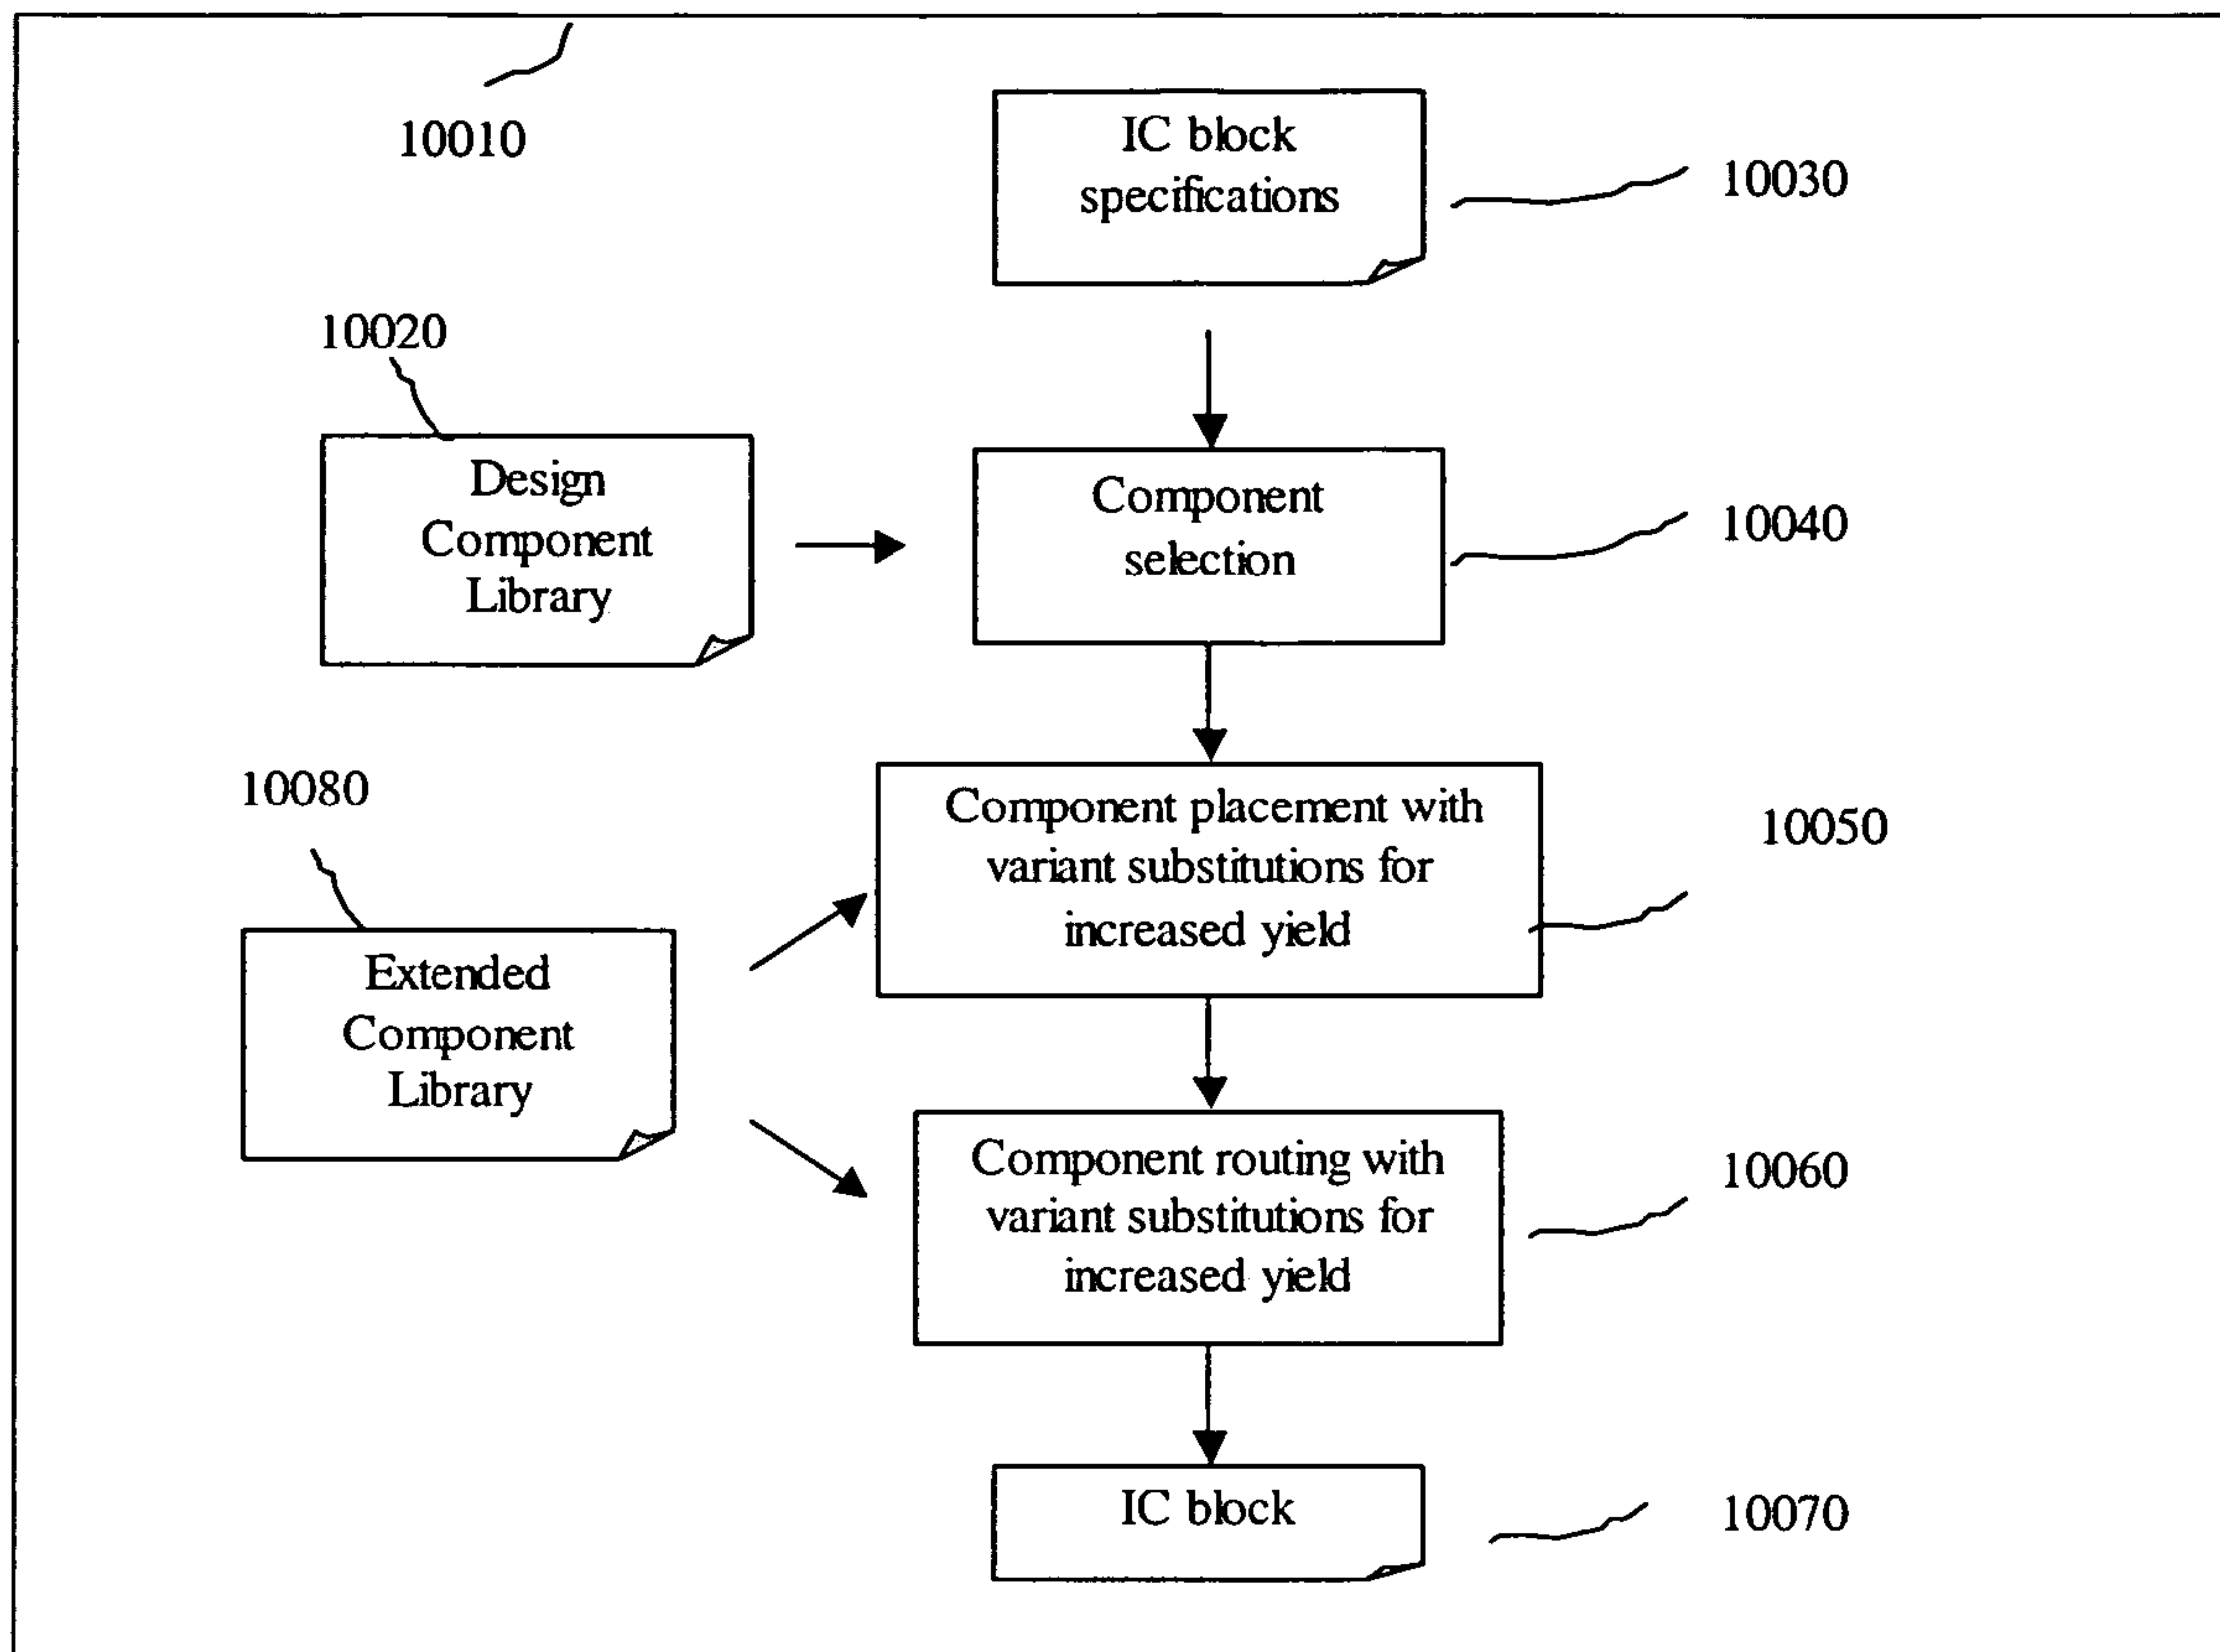 10010
IC block
specifications
10030
10020
Design
Component
Library
Component
selection
10040
10080
Component placement with
variant substitutions for
increased yield
10050
Extended
Component
Library
Component routing with
variant substitutions for
increased yield
10060
IC block
10070